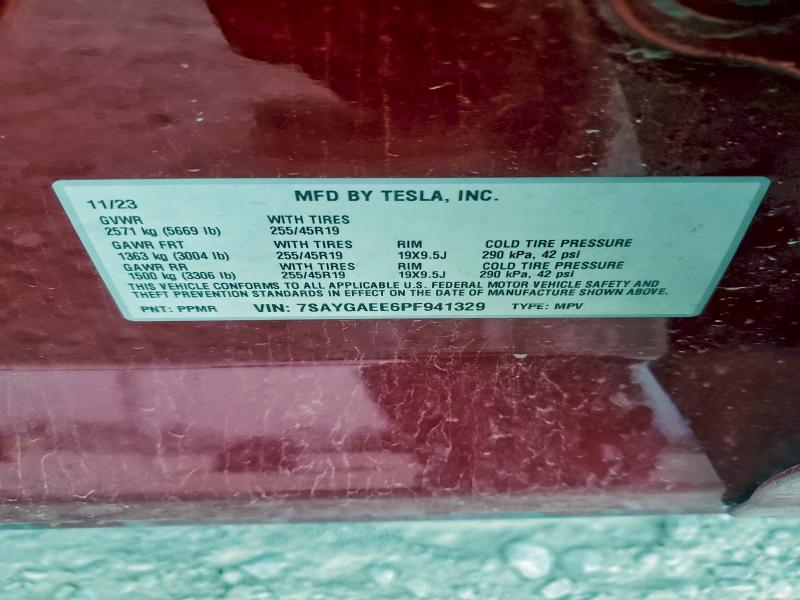 11/23 MFD BY TESLA, INC.
GVWR WITH TIRES
2571 kg (5669 lb) 255/45R19
GAWR FRT WITH TIRES RIM COLD TIRE PRESSURE
1363 kg (3004 lb) 255/45R19 19X9.5J 290 kPa, 42 psi
GAWR RR WITH TIRES RIM COLD TIRE PRESSURE
1500 kg (3306 lb) 255/45R19 19X9.5J 290 kPa, 42 psi
THIS VEHICLE CONFORMS TO ALL APPLICABLE U.S. FEDERAL MOTOR VEHICLE SAFETY AND
THEFT PREVENTION STANDARDS IN EFFECT ON THE DATE OF MANUFACTURE SHOWN ABOVE.
PNT: PPMR VIN: 7SAYGAEE6PF941329 TYPE: MPV